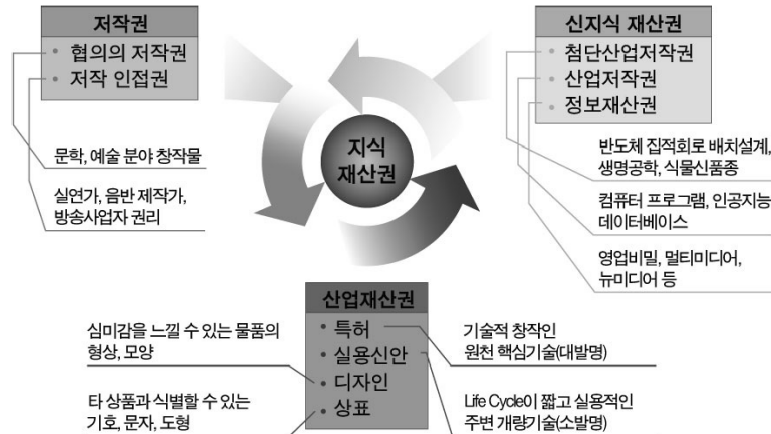 저작권
• 협의의 저작권
• 저작 인접권
문학, 예술 분야 창작물
실연가, 음반 제작가,
방송사업자 권리
지식
재산권
신지식 재산권
• 첨단산업저작권
• 산업저작권
• 정보재산권
반도체 집적회로 배치설계,
생명공학, 식물신품종
컴퓨터 프로그램, 인공지능
데이터베이스
영업비밀, 멀티미디어,
뉴미디어 등
산업재산권
• 특허
• 실용신안
• 디자인
• 상표
심미감을 느낄 수 있는 물품의
형상, 모양
타 상품과 식별할 수 있는
기호, 문자, 도형
기술적 창작인
원천 핵심기술(대발명)
Life Cycle이 짧고 실용적인
주변 개량기술(소발명)